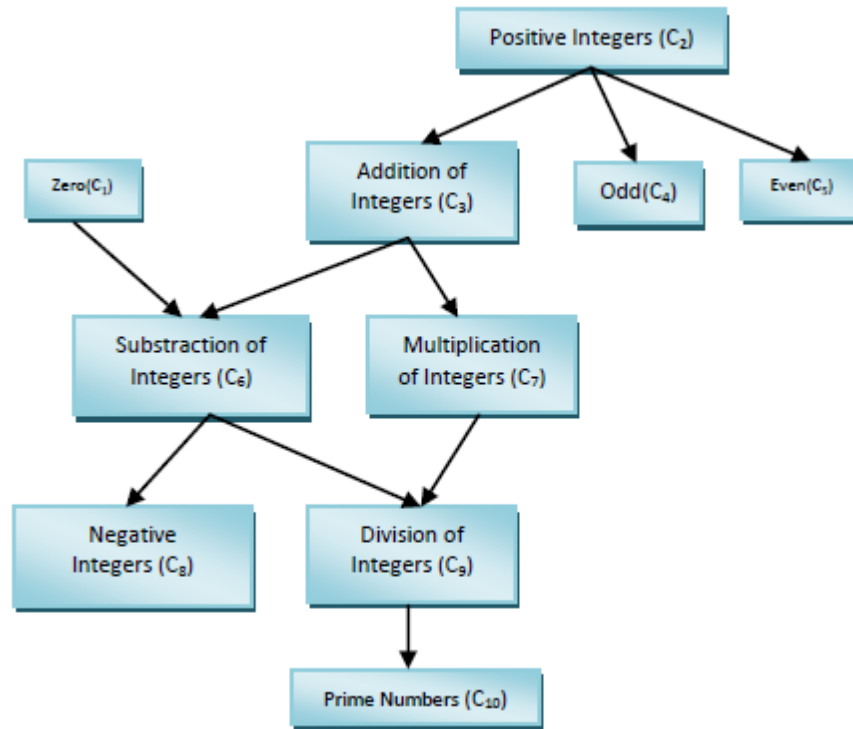 Positive Integers (C₂)
Addition of
Integers (C₃)
Zero(C₁)
Odd(C₄)
Even(C₅)
Substraction of
Integers (C₆)
Multiplication
of Integers (C₇)
Negative
Integers (C₈)
Division of
Integers (C₉)
Prime Numbers (C₁₀)